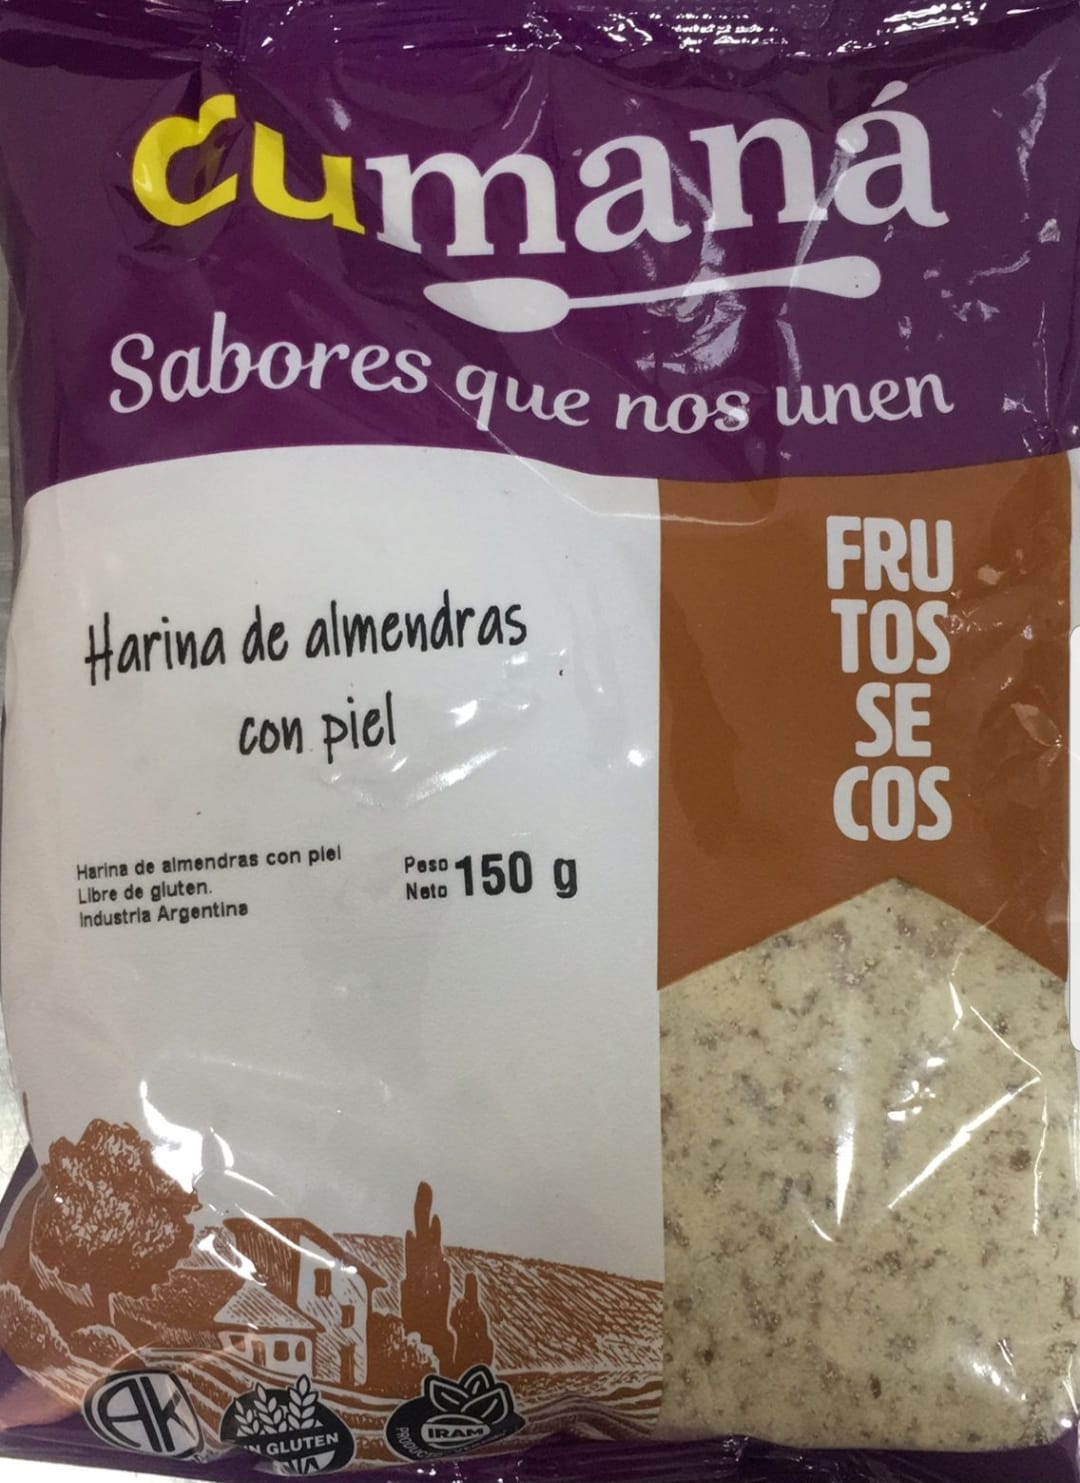 cumaná
Sabores que nos unen
FRU
TOS
SE
COS
Harina de almendras
con piel
Harina de almendras con piel
Libre de gluten.
Industria Argentina
Peso
Neto 150 g
AK
GLUTEN
IRAM